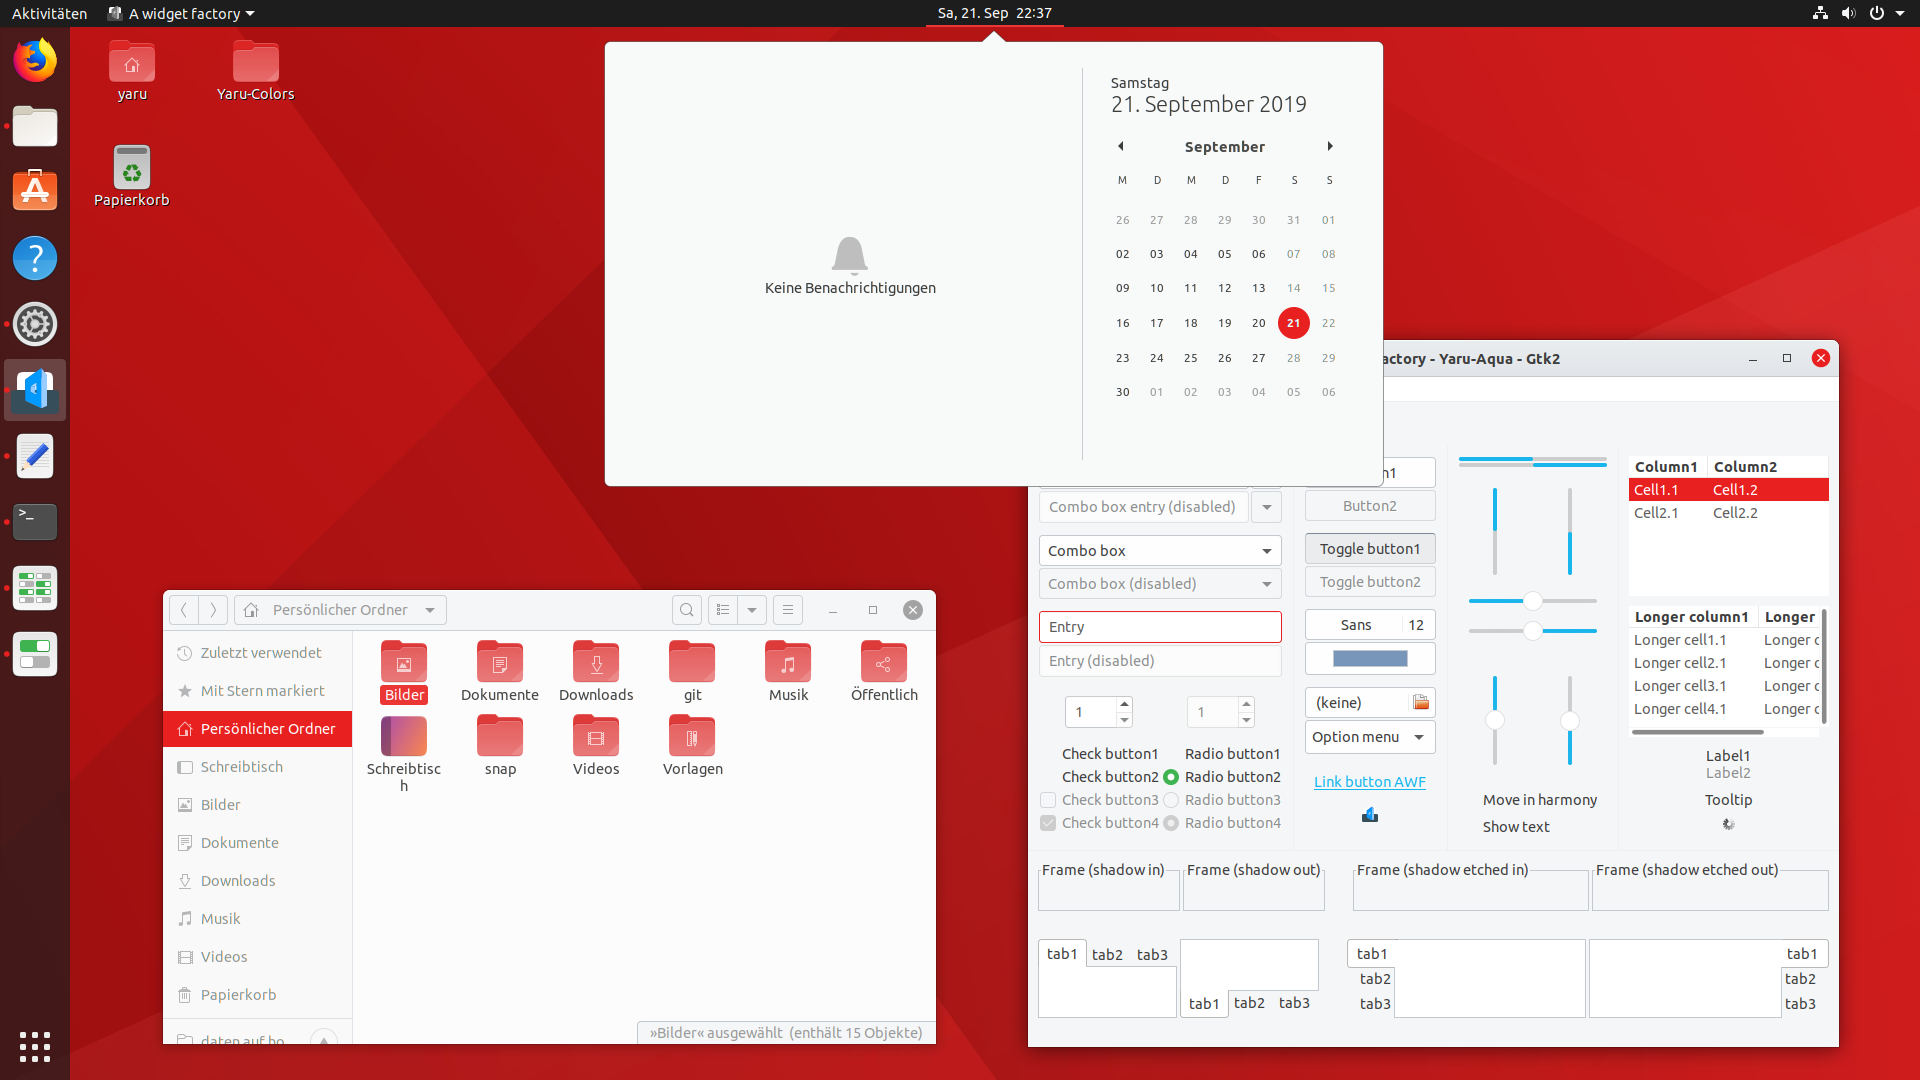 Aktivitäten
A widget factory
Sa, 21. Sep 22:37
yaru
Yaru-Colors
Papierkorb
Keine Benachrichtigungen
Samstag
21. September 2019
September
M D M D F S S
26 27 28 29 30 31 01
02 03 04 05 06 07 08
09 10 11 12 13 14 15
16 17 18 19 20 21 22
23 24 25 26 27 28 29
30 01 02 03 04 05 06
Persönlicher Ordner
Zuletzt verwendet
Mit Stern markiert
Persönlicher Ordner
Schreibtisch
Bilder
Dokumente
Downloads
Musik
Videos
Papierkorb
daten auf ho
Bilder
Dokumente
Downloads
git
Musik
Öffentlich
Schreibtisc
h
snap
Videos
Vorlagen
»Bilder« ausgewählt (enthält 15 Objekte)
actory - Yaru-Aqua - Gtk2
Combo box entry (disabled)
Combo box
Combo box (disabled)
Entry
Entry (disabled)
1
1
Check button1
Check button2
Check button3
Check button4
Radio button1
Radio button2
Radio button3
Radio button4
n1
Button2
Toggle button1
Toggle button2
Sans 12
(keine)
Option menu
Link button AWF
Move in harmony
Show text
Column1 Column2
Cell1.1 Cell1.2
Cell2.1 Cell2.2
Longer column1 Longer
Longer cell1.1 Longer c
Longer cell2.1 Longer c
Longer cell3.1 Longer c
Longer cell4.1 Longer c
Label1
Label2
Tooltip
Frame (shadow in)
Frame (shadow out)
Frame (shadow etched in)
Frame (shadow etched out)
tab1 tab2 tab3
tab1 tab2 tab3
tab1
tab2
tab3
tab1
tab2
tab3